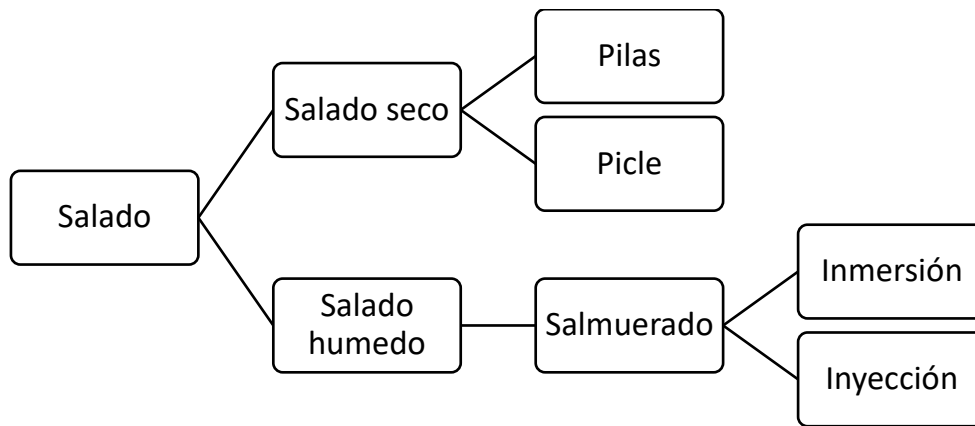 Salado
Salado seco
Pilas
Picle
Salado
humedo
Salmuerado
Inmersión
Inyección